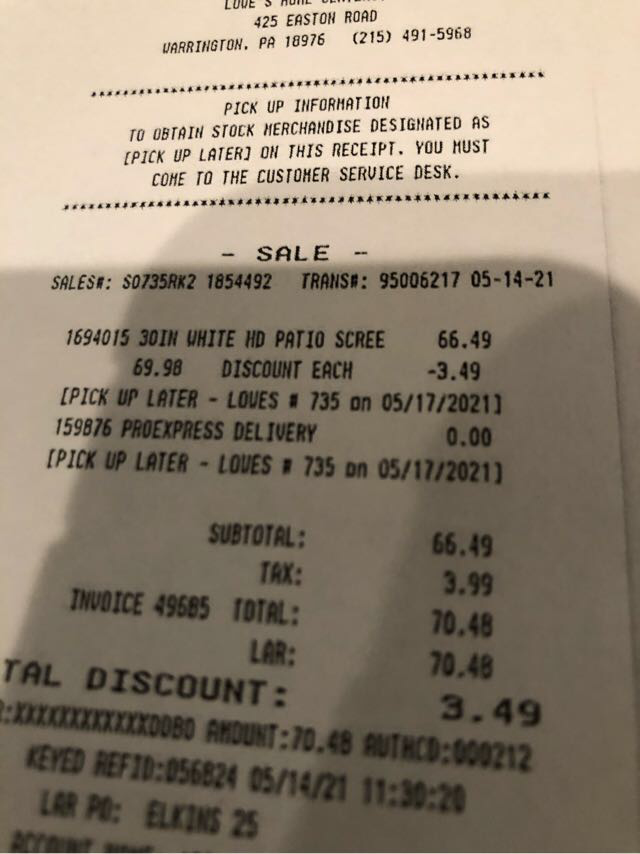 LOWE'S HOME CENTERS
425 EASTON ROAD
WARRINGTON, PA 18976 (215) 491-5968
PICK UP INFORMATION
TO OBTAIN STOCK MERCHANDISE DESIGNATED AS
[PICK UP LATER] ON THIS RECEIPT, YOU MUST
COME TO THE CUSTOMER SERVICE DESK.
- SALE -
SALES#: S0735RK2 1854492 TRANS#: 95006217 05-14-21
1694015 30IN WHITE HD PATIO SCREE 66.49
69.98 DISCOUNT EACH -3.49
[PICK UP LATER - LOWES # 735 on 05/17/2021]
159876 PROEXPRESS DELIVERY 0.00
[PICK UP LATER - LOWES # 735 on 05/17/2021]
SUBTOTAL: 66.49
TAX: 3.99
INVOICE 49685 TOTAL: 70.48
LAR: 70.48
TAL DISCOUNT: 3.49
:XXXXXXXXXXXX0080 AMOUNT:70.48 AUTHCD:000212
KEYED REFID:056824 05/14/21 11:30:20
LAR PO: ELKINS 25
ACCOUNT NAME: